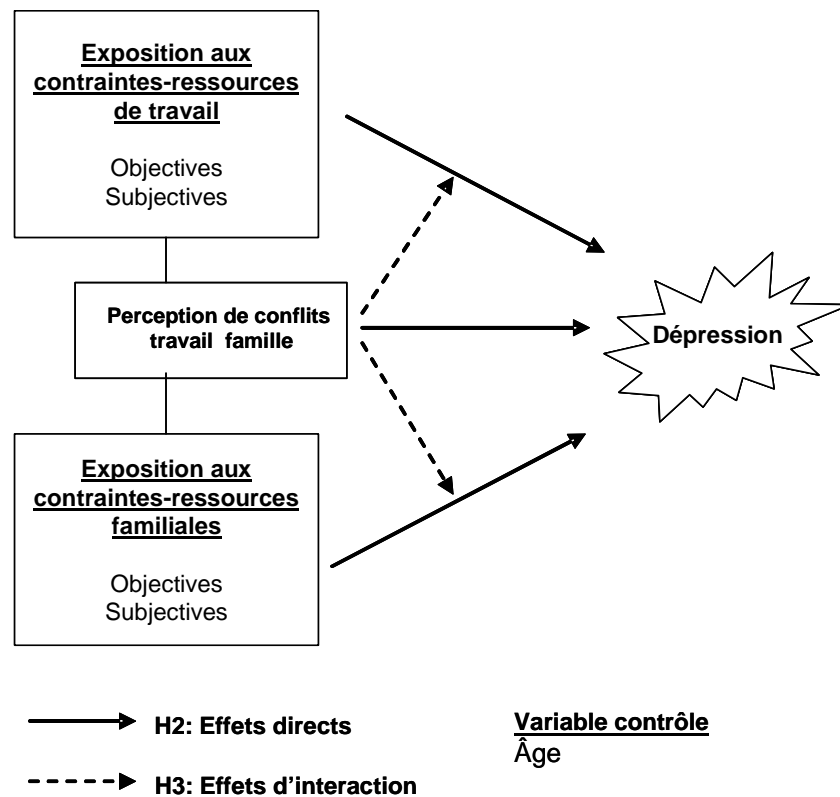 Exposition aux
contraintes-ressources
de travail
Objectives
Subjectives
Perception de conflits
travail famille
Dépression
Exposition aux
contraintes-ressources
familiales
Objectives
Subjectives
H2: Effets directs
H3: Effets d'interaction
Variable contrôle
Âge